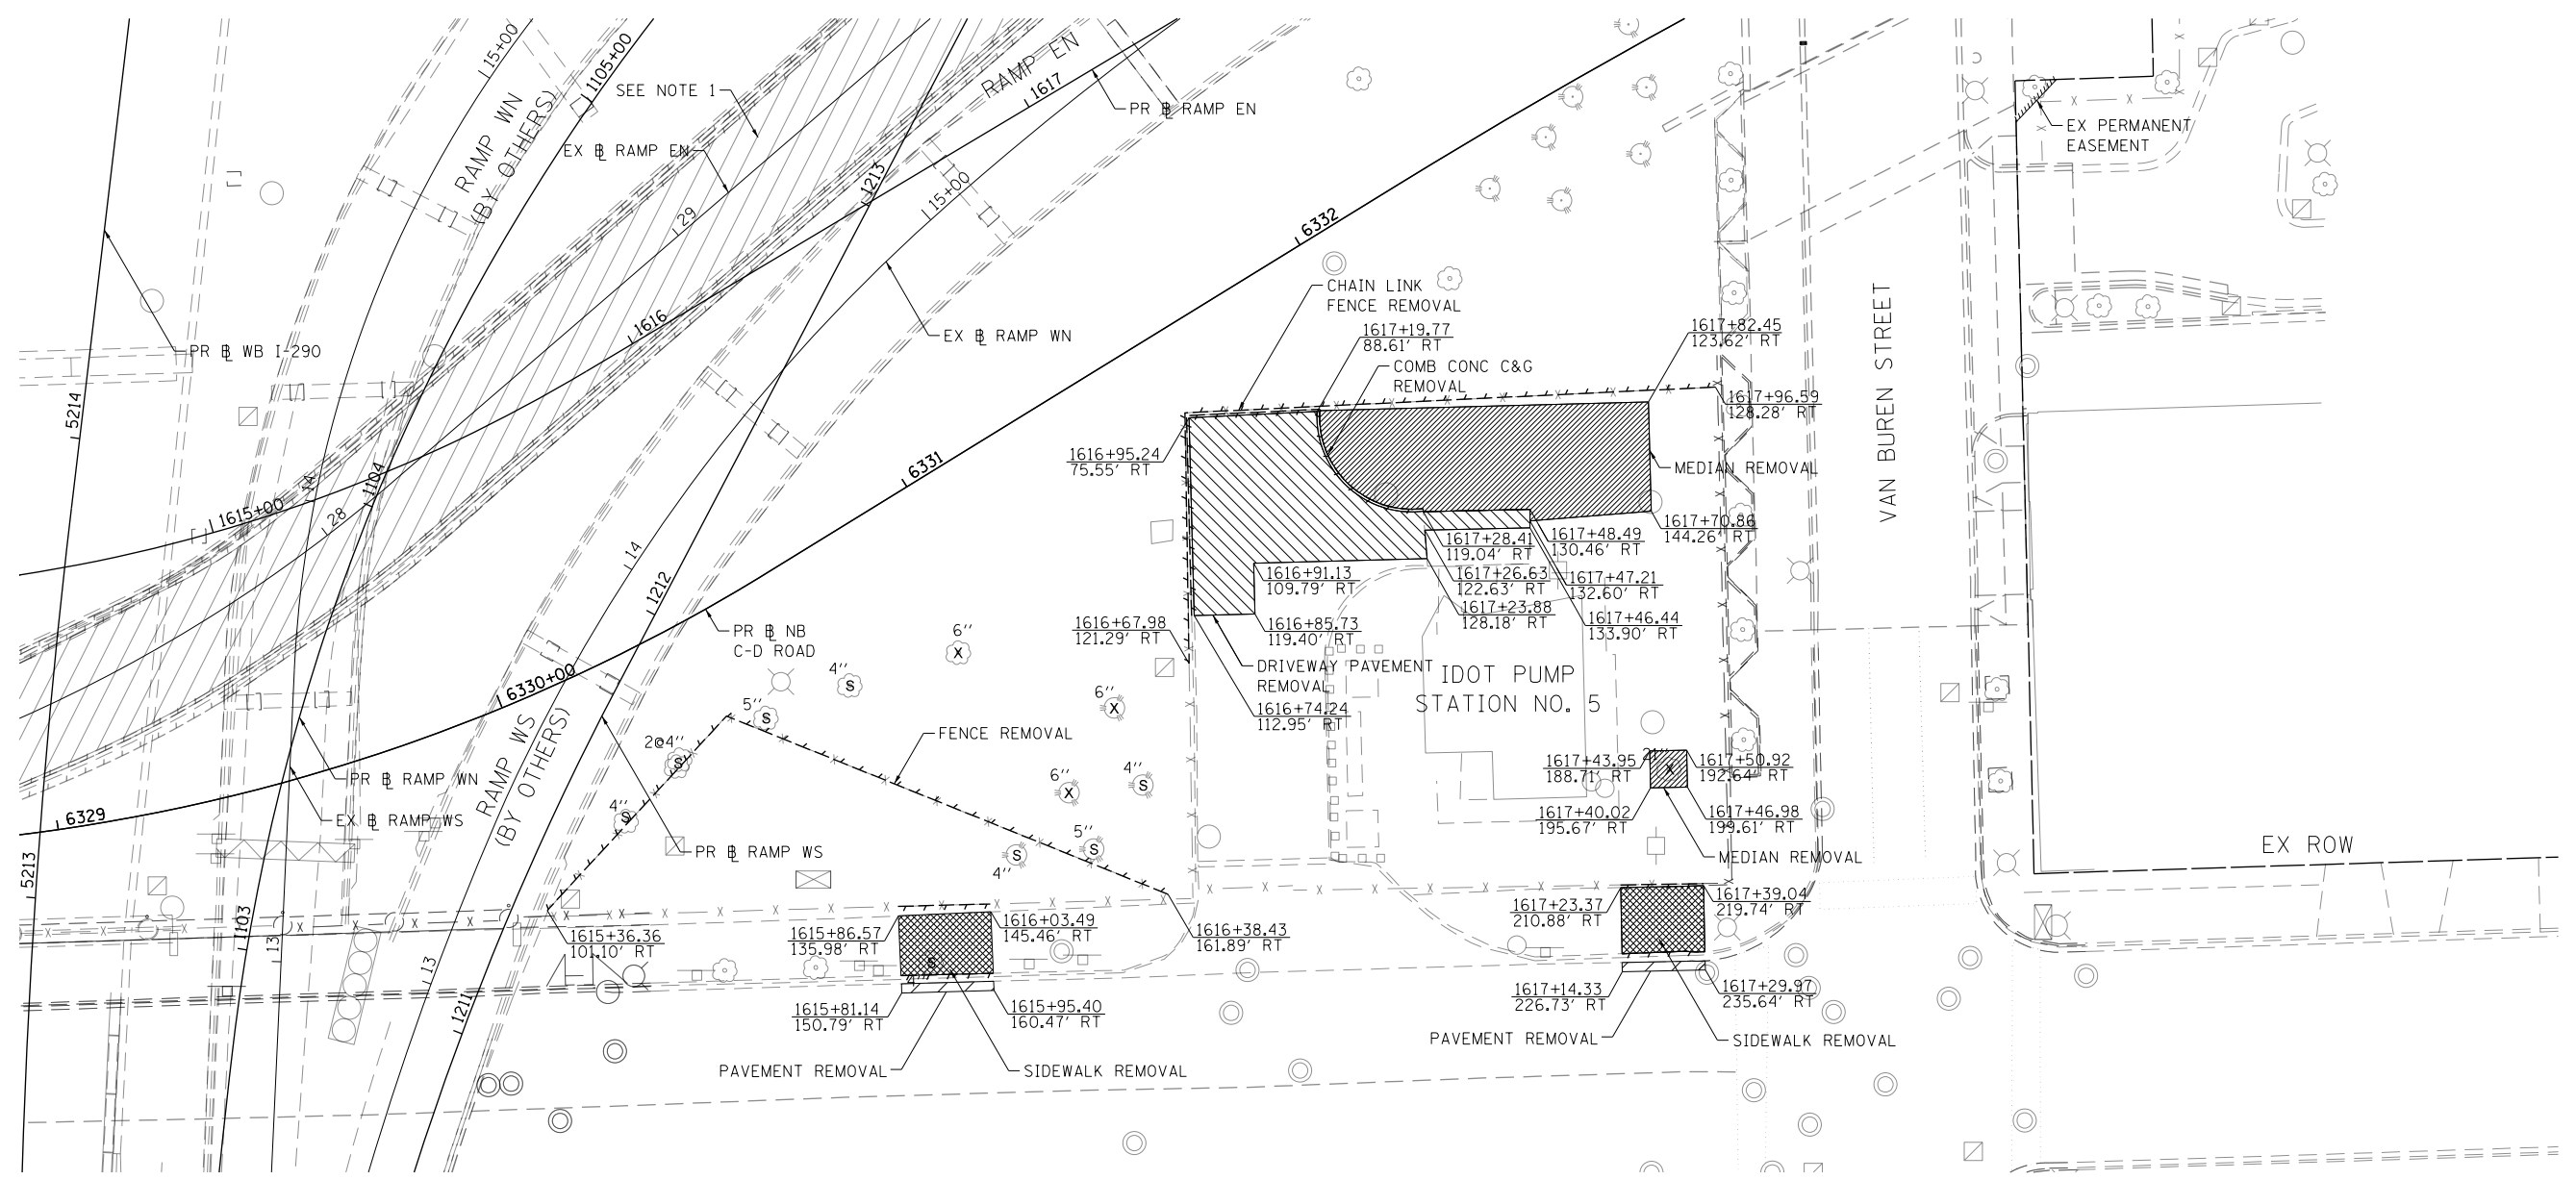 15+00
1105+00
SEE NOTE 1
RAMP WN
(BY OTHERS)
EX BL RAMP EN
RAMP EN
1617
PR BL RAMP EN
1213
15+00
29
6332
EX PERMANENT
EASEMENT
PR BL WB I-290
5214
1616
EX BL RAMP WN
CHAIN LINK
FENCE REMOVAL
1617+19.77
88.61' RT
COMB CONC C&G
REMOVAL
1617+82.45
123.62' RT
1617+96.59
128.28' RT
VAN BUREN STREET
1616+95.24
75.55' RT
MEDIAN REMOVAL
6331
14
1104
1615+00
28
14
1212
1617+28.41
119.04' RT
1617+48.49
130.46' RT
1617+70.86
144.26' RT
1616+91.13
109.79' RT
1617+26.63
122.63' RT
1617+47.21
132.60' RT
1617+23.88
128.18' RT
1617+46.44
133.90' RT
1616+67.98
121.29' RT
1616+85.73
119.40' RT
DRIVEWAY PAVEMENT
REMOVAL
1616+74.24
112.95' RT
IDOT PUMP
STATION NO. 5
PR BL NB
C-D ROAD
6330+00
6''
X
4''
S
5''
S
2@4''
S
4''
S
6''
X
6''
X
4''
S
5''
S
4''
S
FENCE REMOVAL
RAMP WS
(BY OTHERS)
PR BL RAMP WN
EX BL RAMP WS
PR BL RAMP WS
6329
5213
1103
13
13
1211
1617+43.95
188.71' RT
21''
X
1617+50.92
192.64' RT
1617+40.02
195.67' RT
1617+46.98
199.61' RT
MEDIAN REMOVAL
EX ROW
1615+36.36
101.10' RT
1615+86.57
135.98' RT
1616+03.49
145.46' RT
1616+38.43
161.89' RT
1617+23.37
210.88' RT
1617+39.04
219.74' RT
S
4''
1615+81.14
150.79' RT
1615+95.40
160.47' RT
1617+14.33
226.73' RT
1617+29.97
235.64' RT
PAVEMENT REMOVAL
SIDEWALK REMOVAL
PAVEMENT REMOVAL
SIDEWALK REMOVAL